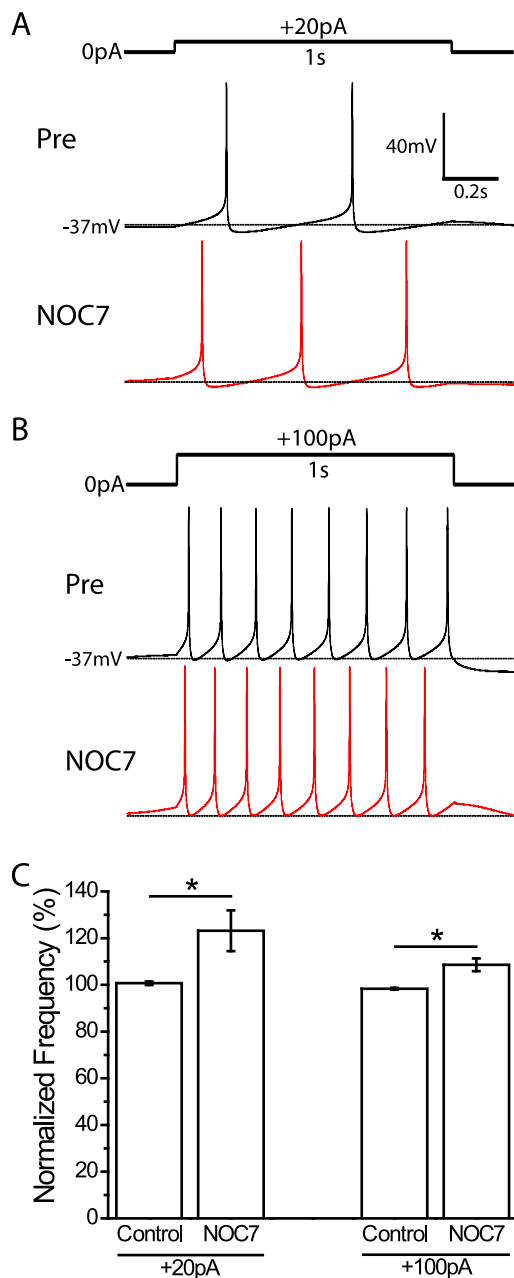 A
+20pA
0pA
1s
Pre
40mV
0.2s
-37mV
NOC7
B
+100pA
0pA
1s
Pre
-37mV
NOC7
C
Normalized Frequency (%)
140
120
100
80
60
40
20
0
*
*
Control NOC7 Control NOC7
+20pA +100pA